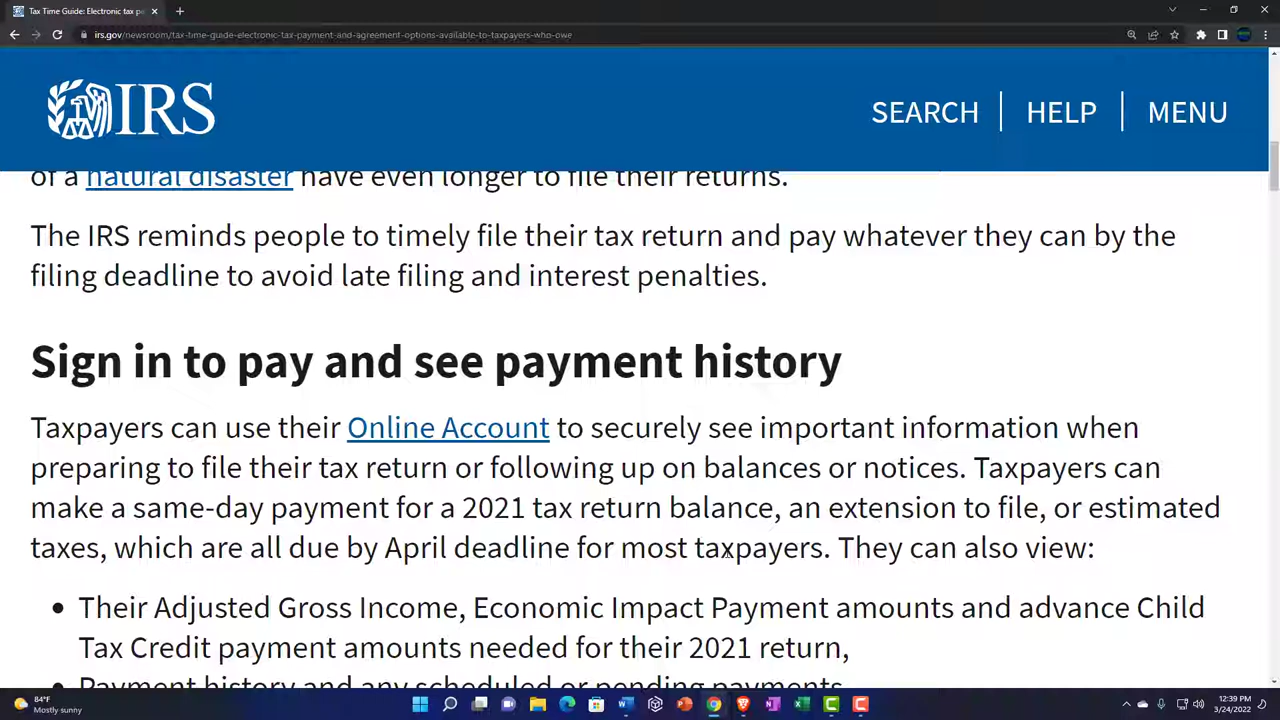 Tax Time Guide: Electronic tax pa
irs.gov/newsroom/tax-time-guide-electronic-tax-payment-and-agreement-options-available-to-taxpayers-who-owe
IRS
SEARCH
HELP
MENU
of a natural disaster have even longer to file their returns.
The IRS reminds people to timely file their tax return and pay whatever they can by the
filing deadline to avoid late filing and interest penalties.
Sign in to pay and see payment history
Taxpayers can use their Online Account to securely see important information when
preparing to file their tax return or following up on balances or notices. Taxpayers can
make a same-day payment for a 2021 tax return balance, an extension to file, or estimated
taxes, which are all due by April deadline for most taxpayers. They can also view:
• Their Adjusted Gross Income, Economic Impact Payment amounts and advance Child
Tax Credit payment amounts needed for their 2021 return,
• Payment history and any scheduled or pending payments
84°F
Mostly sunny
12:39 PM
3/24/2022